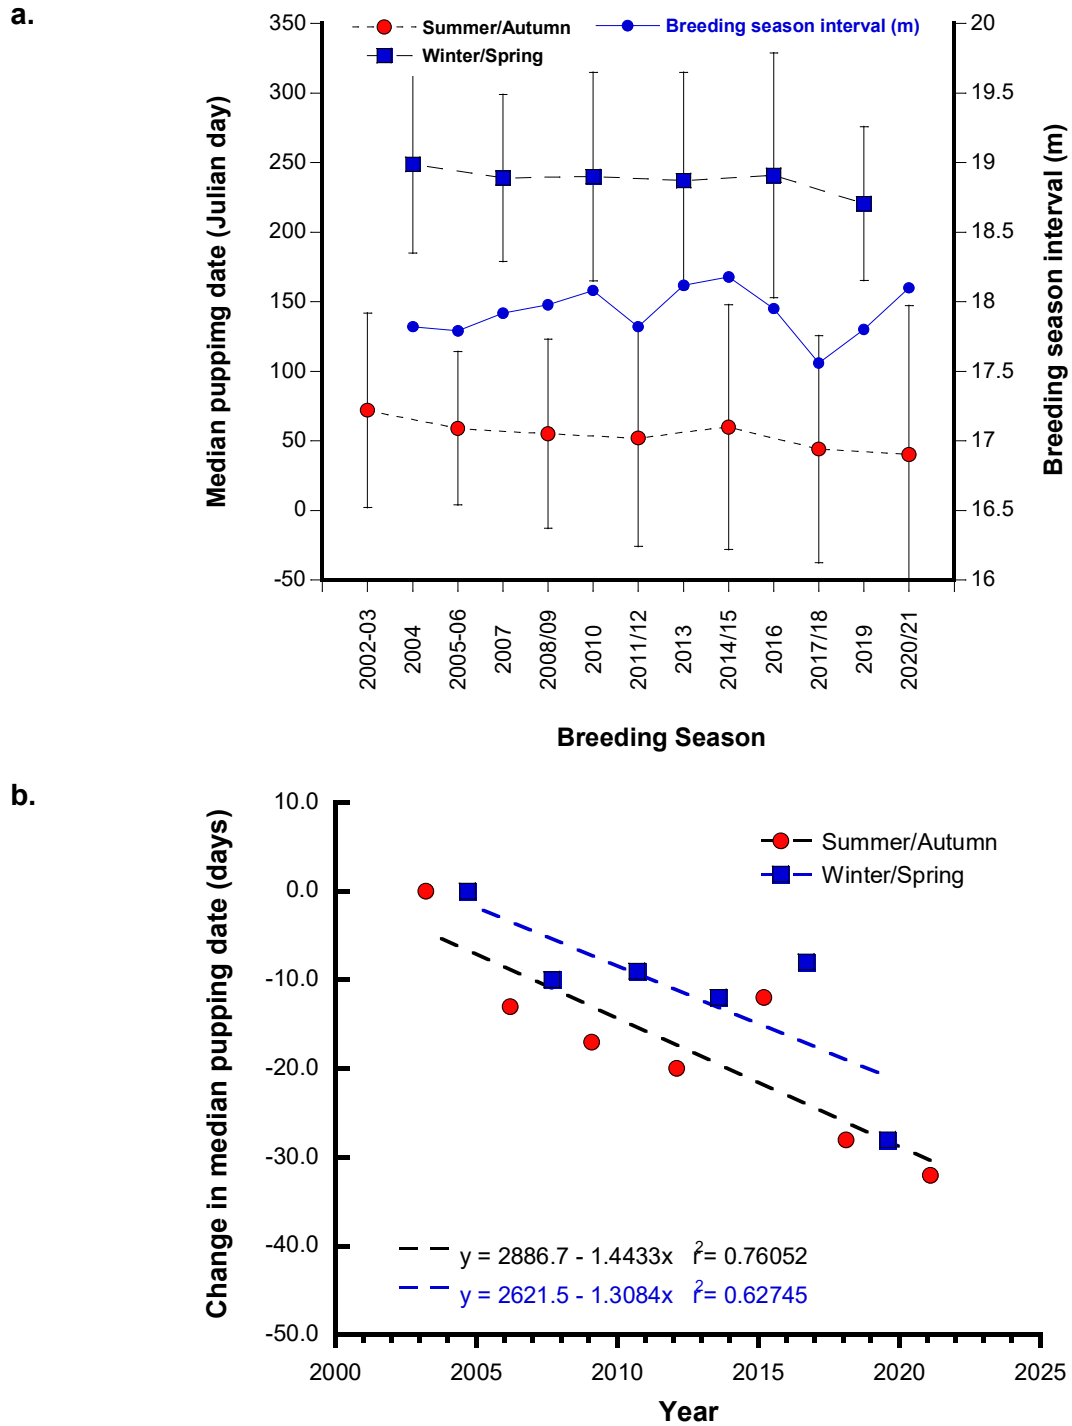 a.
Summer/Autumn
Breeding season interval (m)
Winter/Spring
350
300
250
200
150
100
50
0
-50
Median pupping date (Julian day)
20
19.5
19
18.5
18
17.5
17
16.5
16
Breeding season interval (m)
2002-03
2004
2005-06
2007
2008/09
2010
2011/12
2013
2014/15
2016
2017/18
2019
2020/21
Breeding Season
b.
Summer/Autumn
Winter/Spring
10.0
0.0
-10.0
-20.0
-30.0
-40.0
-50.0
Change in median pupping date (days)
y = 2886.7 - 1.4433x r²= 0.76052
y = 2621.5 - 1.3084x r²= 0.62745
2000 2005 2010 2015 2020 2025
Year